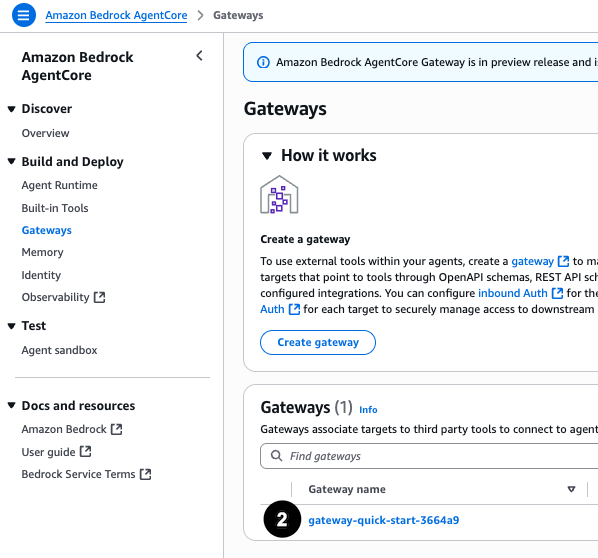 Amazon Bedrock AgentCore > Gateways
Amazon Bedrock
AgentCore
Discover
Overview
Build and Deploy
Agent Runtime
Built-in Tools
Gateways
Memory
Identity
Observability
Test
Agent sandbox
Docs and resources
Amazon Bedrock
User guide
Bedrock Service Terms
Amazon Bedrock AgentCore Gateway is in preview release and i
Gateways
How it works
Create a gateway
To use external tools within your agents, create a gateway to ma
targets that point to tools through OpenAPI schemas, REST API sch
configured integrations. You can configure inbound Auth for the
Auth for each target to securely manage access to downstream
Create gateway
Gateways (1) Info
Gateways associate targets to third party tools to connect to agent
Find gateways
Gateway name
2 gateway-quick-start-3664a9